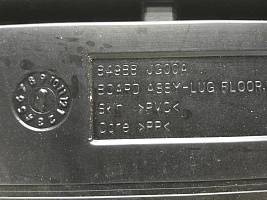 84988 JG00A
BOARD ASSY-LUG FLOOR.
Skin >PVC<
Core >PP<